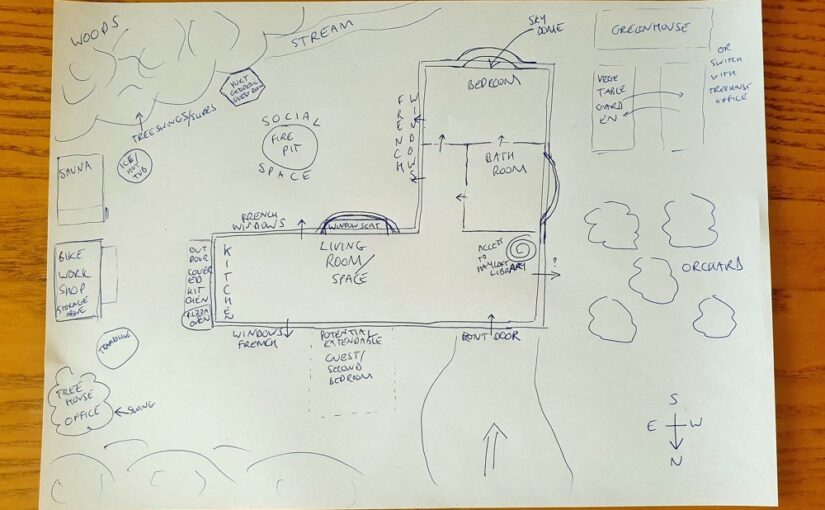 WOODS
STREAM
SKY
DOME
GREENHOUSE
OR
SWITCH
WITH
TREEHOUSE
OFFICE
VEGE
TABLE
GARD
EN
YURT
TREE SWINGS/SLIDES
SOCIAL
FIRE
PIT
SPACE
FRENCH
WINDOWS
BEDROOM
BATH
ROOM
SAUNA
ICE/
HOT
TUB
FRENCH
WINDOWS
WINDOW SEAT
LIVING
ROOM
SPACE
ACCESS
TO
HAYLOFT
LIBRARY
?
ORCHARD
BIKE
WORK
SHOP
STORAGE
ABOVE
OUT
DOOR
COVER
ED
KIT
CHEN
PIZZA
OVEN
KITCHEN
WINDOWS
FRENCH
POTENTIAL
EXTENDABLE
GUEST/
SECOND
BEDROOM
FRONT DOOR
TREE
HOUSE
OFFICE
SWING
S
E W
N